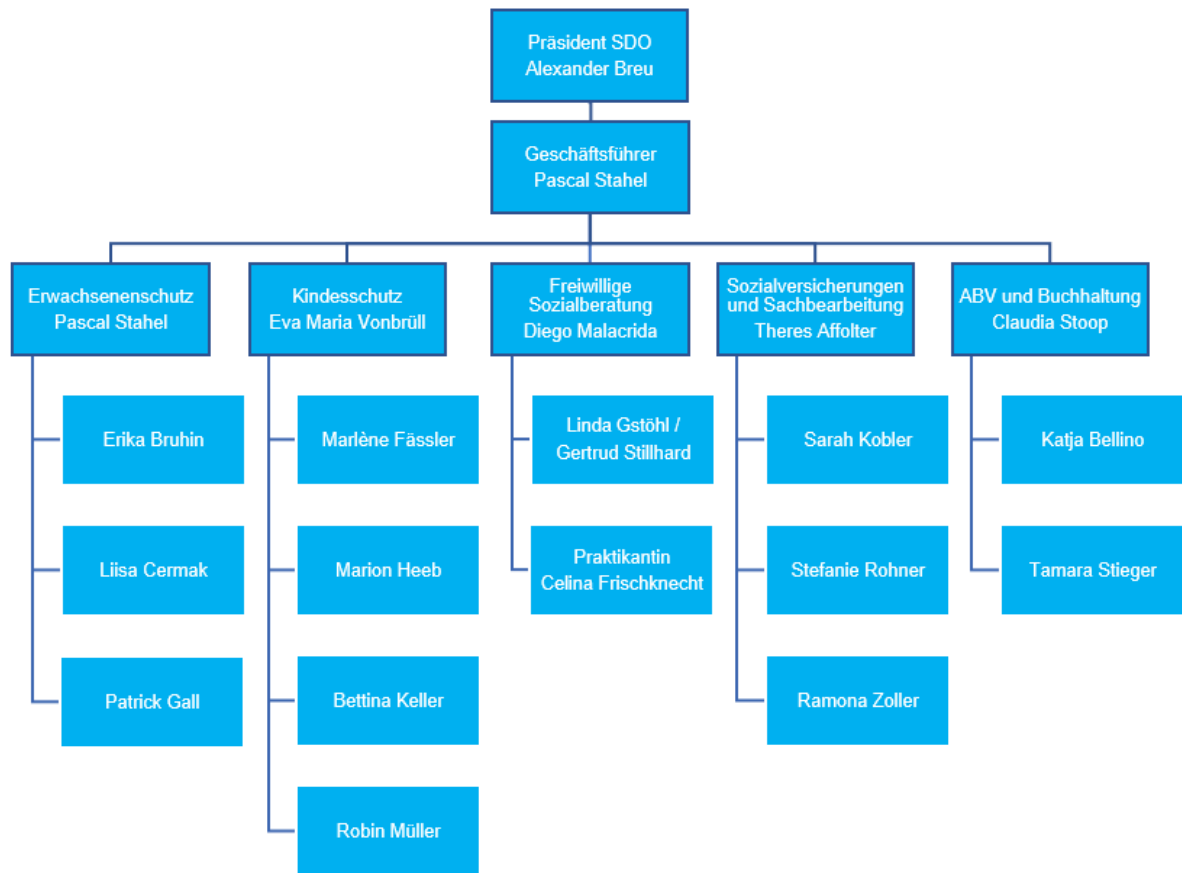 Präsident SDO
Alexander Breu
Geschäftsführer
Pascal Stahel
Erwachsenenschutz
Pascal Stahel
Kindesschutz
Eva Maria Vonbrüll
Freiwillige
Sozialberatung
Diego Malacrida
Sozialversicherungen
und Sachbearbeitung
Theres Affolter
ABV und Buchhaltung
Claudia Stoop
Erika Bruhin
Liisa Cermak
Patrick Gall
Marlène Fässler
Marion Heeb
Bettina Keller
Robin Müller
Linda Gstöhl /
Gertrud Stillhard
Praktikantin
Celina Frischknecht
Sarah Kobler
Stefanie Rohner
Ramona Zoller
Katja Bellino
Tamara Stieger